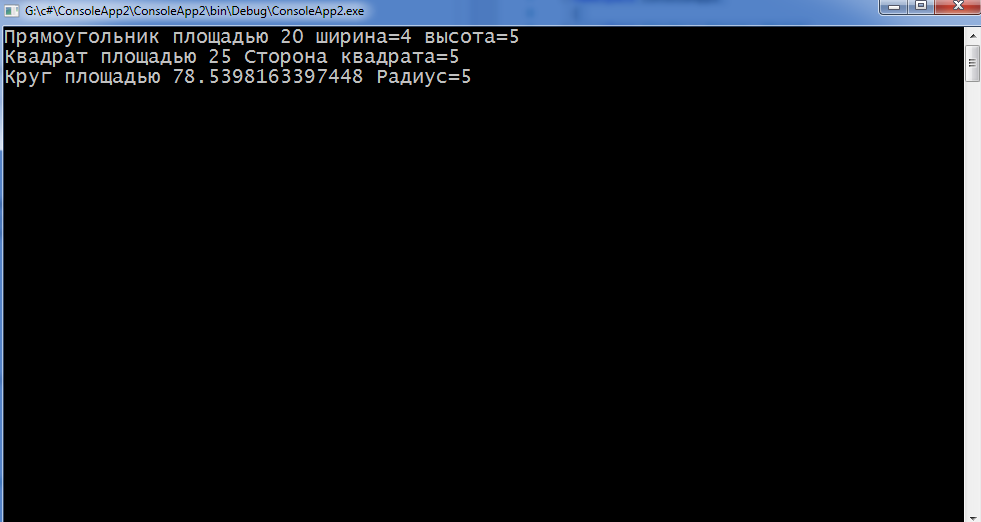 G:\c#\ConsoleApp2\ConsoleApp2\bin\Debug\ConsoleApp2.exe
Прямоугольник площадью 20 ширина=4 высота=5
Квадрат площадью 25 Сторона квадрата=5
Круг площадью 78.5398163397448 Радиус=5